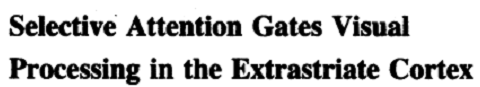 Selective Attention Gates Visual
Processing in the Extrastriate Cortex